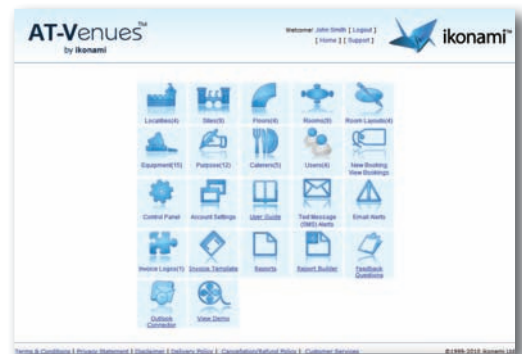 AT-Venues™
by ikonami
Welcome! John Smith [ Logout ]
[ Home ] [ Support ]
ikonami™
Localities(4) Sites(8) Floors(4) Rooms(9) Room Layouts(4)
Equipment(15) Purpose(12) Caterers(5) Users(4) New Booking
View Bookings
Control Panel Account Settings User Guide Text Message
(SMS) Alerts Email Alerts
Invoice Logos(1) Invoice Template Reports Report Builder Feedback
Questions
Outlook
Connector View Demo
Terms & Conditions | Privacy Statement | Disclaimer | Delivery Policy | Cancellation/Refund Policy | Customer Services
©1999-2010 ikonami Ltd